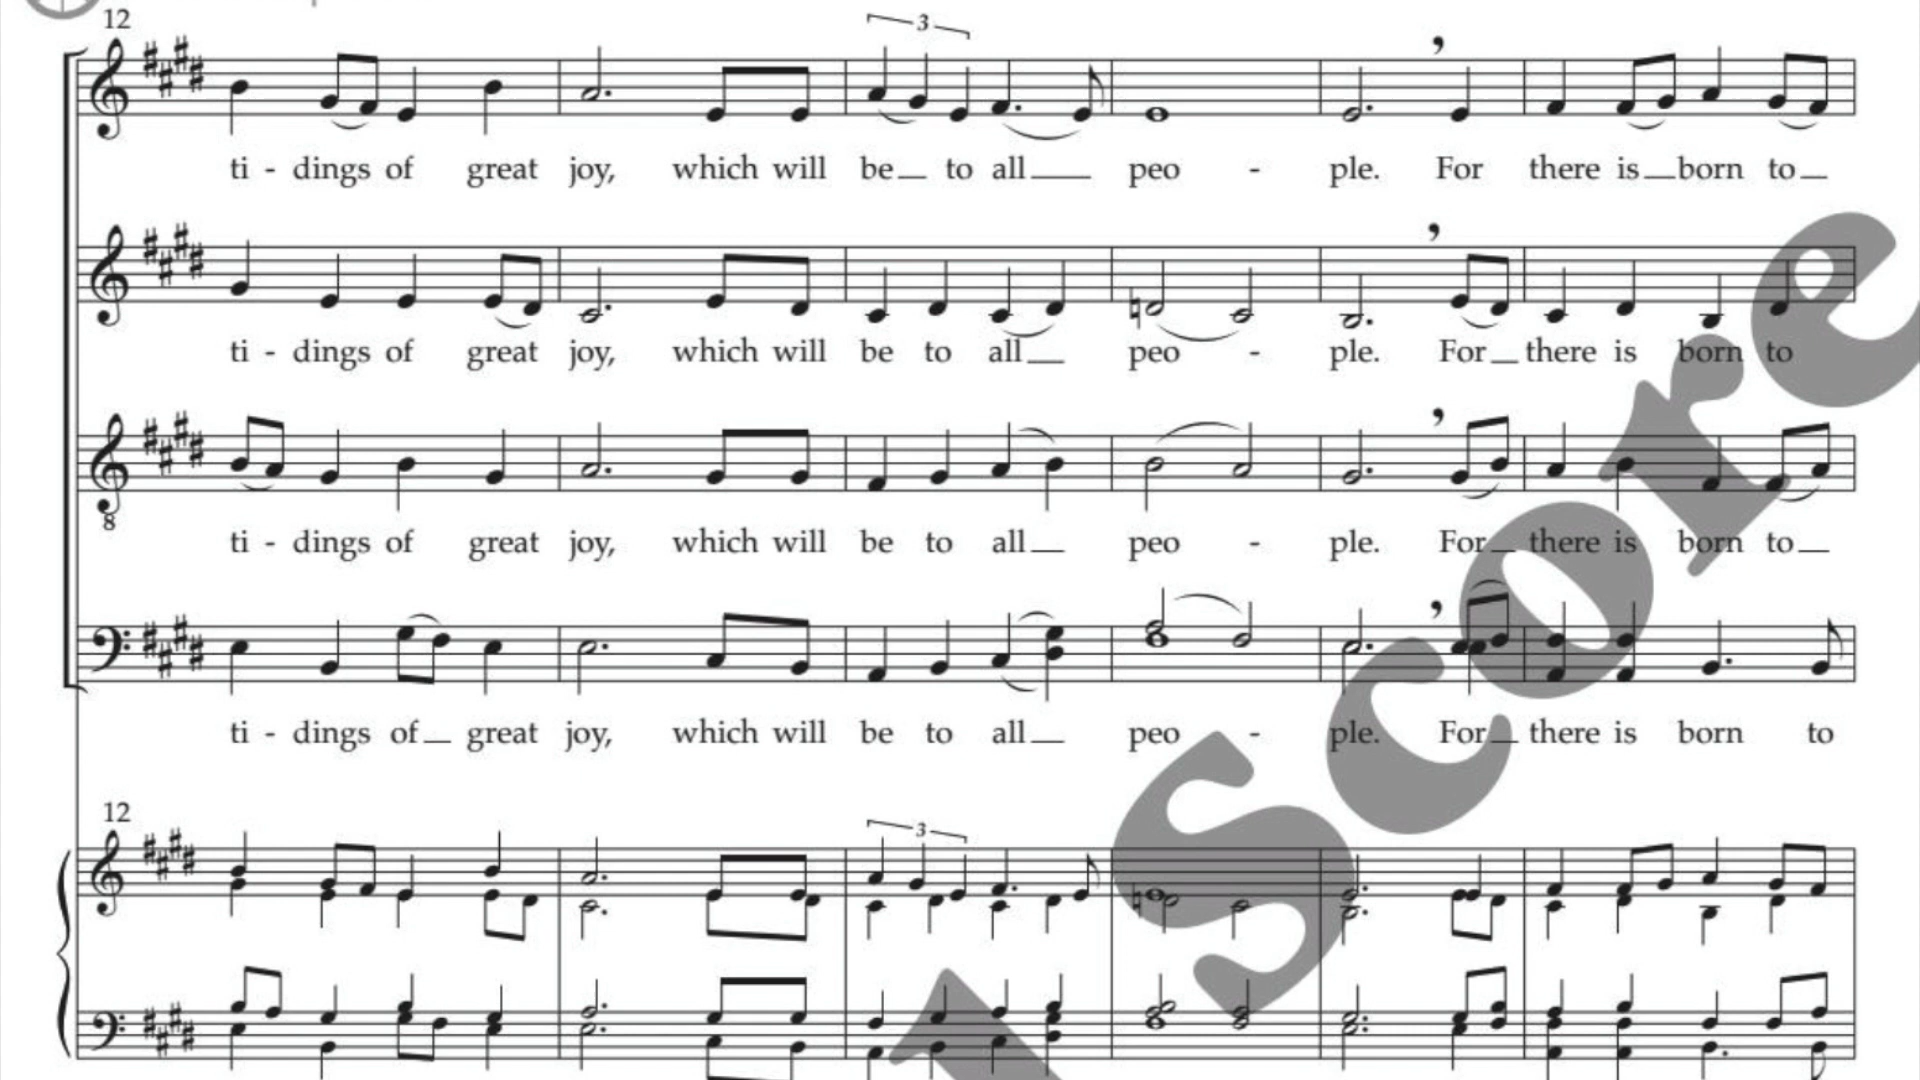 12
3
ti - dings of great joy, which will be to all peo - ple. For there is born to
ti - dings of great joy, which will be to all peo - ple. For there is born to
8
ti - dings of great joy, which will be to all peo - ple. For there is born to
ti - dings of great joy, which will be to all peo - ple. For there is born to
12
3
Score